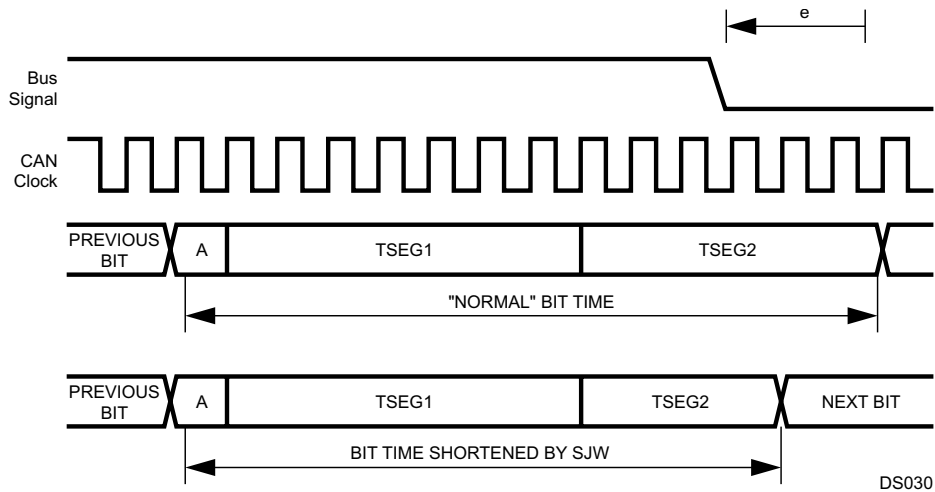 e
Bus
Signal
CAN
Clock
PREVIOUS
BIT
A
TSEG1
TSEG2
"NORMAL" BIT TIME
PREVIOUS
BIT
A
TSEG1
TSEG2
NEXT BIT
BIT TIME SHORTENED BY SJW
DS030